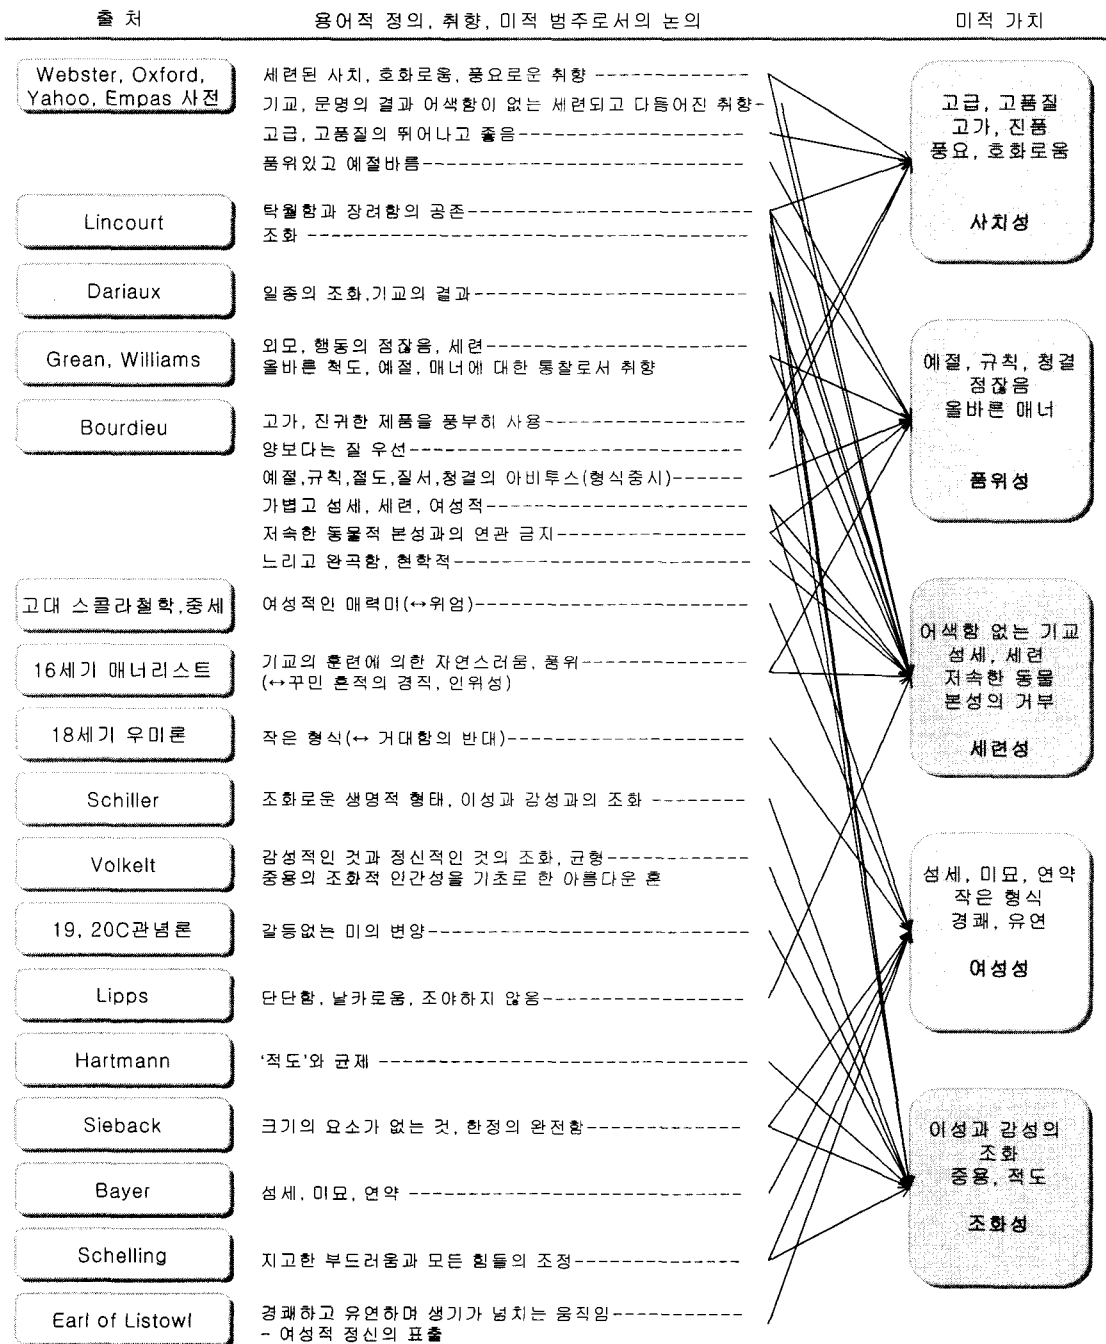 출 처 용어적 정의, 취향, 미적 범주로서의 논의 미적 가치
Webster, Oxford,
Yahoo, Empas 사전
세련된 사치, 호화로움, 풍요로운 취향
기교, 문명의 결과 어색함이 없는 세련되고 다듬어진 취향
고급, 고품질의 뛰어나고 좋음
품위있고 예절바름
Lincourt
탁월함과 장려함의 공존
조화
Dariaux
일종의 조화,기교의 결과
Grean, Williams
외모, 행동의 점잖음, 세련
올바른 척도, 예절, 매너에 대한 통찰로서 취향
Bourdieu
고가, 진귀한 제품을 풍부히 사용
양보다는 질 우선
예절,규칙,절도,질서,청결의 아비투스(형식중시)
가볍고 섬세, 세련, 여성적
저속한 동물적 본성과의 연관 금지
느리고 완곡함, 현학적
고대 스콜라철학,중세
여성적인 매력미(↔위엄)
16세기 매너리스트
기교의 훈련에 의한 자연스러움, 품위
(↔꾸민 흔적의 경직, 인위성)
18세기 우미론
작은 형식(↔ 거대함의 반대)
Schiller
조화로운 생명적 형태, 이성과 감성과의 조화
Volkelt
감성적인 것과 정신적인 것의 조화, 균형
중용의 조화적 인간성을 기초로 한 아름다운 혼
19, 20C관념론
갈등없는 미의 변양
Lipps
단단함, 날카로움, 조야하지 않음
Hartmann
‘적도’와 균제
Sieback
크기의 요소가 없는 것, 한정의 완전함
Bayer
섬세, 미묘, 연약
Schelling
지고한 부드러움과 모든 힘들의 조정
Earl of Listowl
경쾌하고 유연하며 생기가 넘치는 움직임
- 여성적 정신의 표출
고급, 고품질
고가, 진품
풍요, 호화로움
사치성
예절, 규칙, 청결
점잖음
올바른 매너
품위성
어색함 없는 기교
섬세, 세련
저속한 동물
본성의 거부
세련성
섬세, 미묘, 연약
작은 형식
경쾌, 유연
여성성
이성과 감성의
조화
중용, 적도
조화성